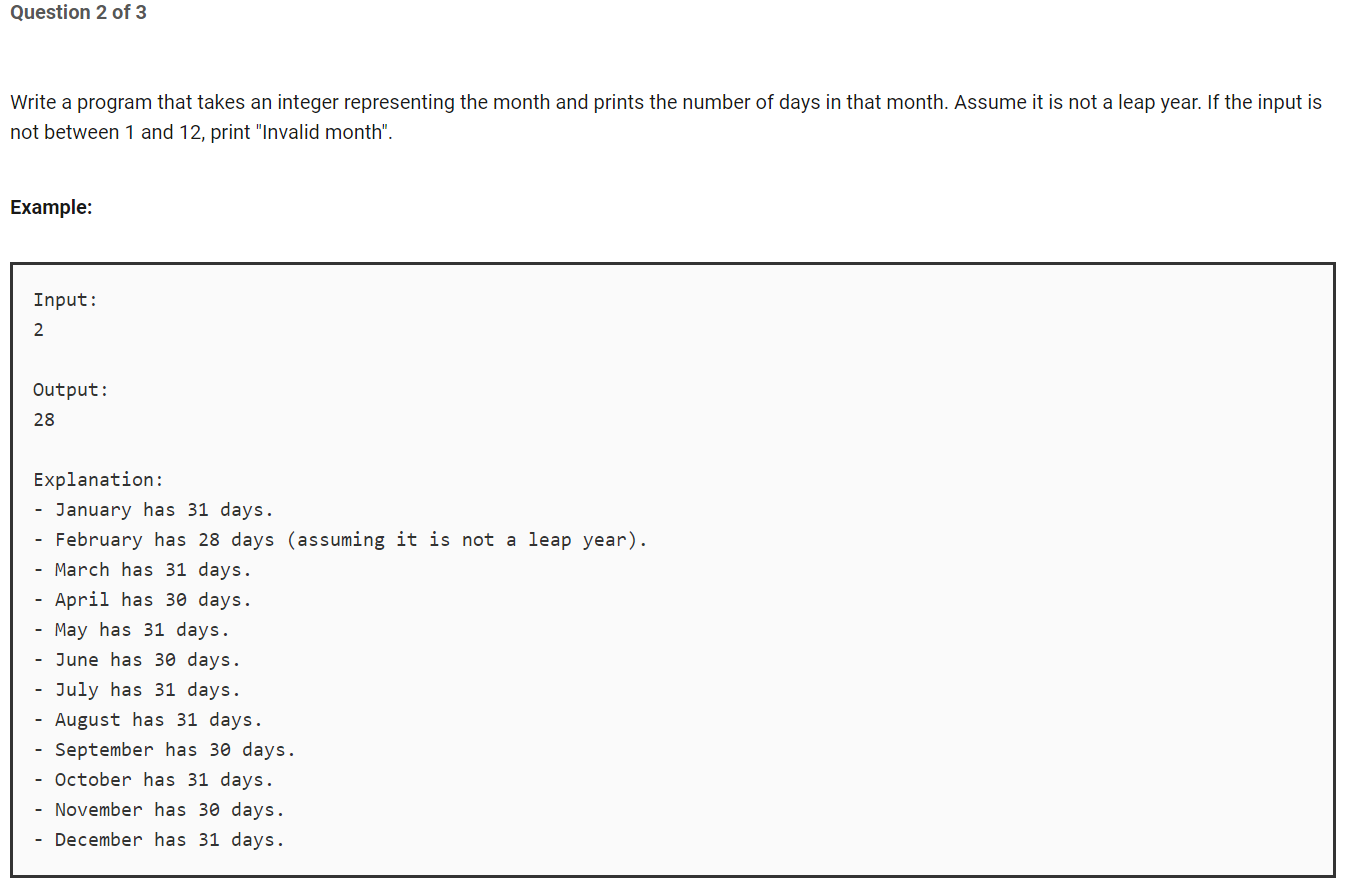 Question 2 of 3
Write a program that takes an integer representing the month and prints the number of days in that month. Assume it is not a leap year. If the input is
not between 1 and 12, print "Invalid month".
Example:
Input:
2
Output:
28
Explanation:
- January has 31 days.
- February has 28 days (assuming it is not a leap year).
- March has 31 days.
- April has 30 days.
- May has 31 days.
- June has 30 days.
- July has 31 days.
- August has 31 days.
- September has 30 days.
- October has 31 days.
- November has 30 days.
- December has 31 days.